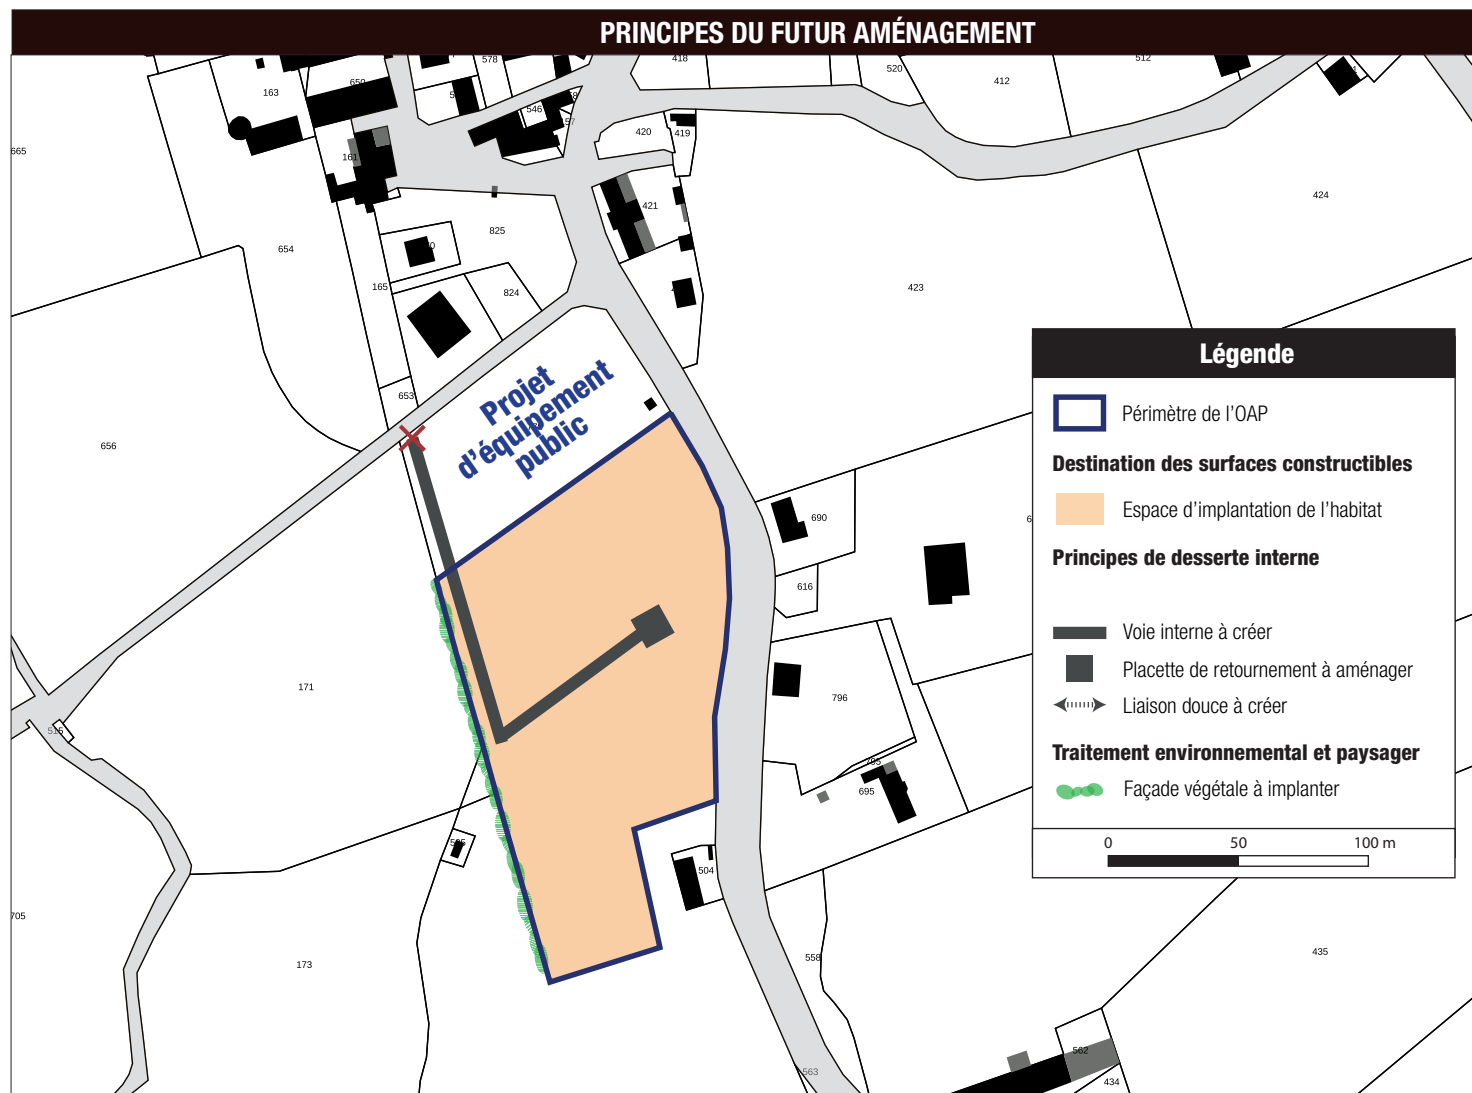 PRINCIPES DU FUTUR AMÉNAGEMENT
578
418
520
412
512
163
650
546
157
420
419
665
161
424
421
825
654
165
824
423
653
656
Projet
d'équipement
public
690
616
171
796
515
695
504
705
173
558
435
563
562
434
Légende
Périmètre de l'OAP
Destination des surfaces constructibles
Espace d'implantation de l'habitat
Principes de desserte interne
Voie interne à créer
Placette de retournement à aménager
Liaison douce à créer
Traitement environnemental et paysager
Façade végétale à implanter
0 50 100 m